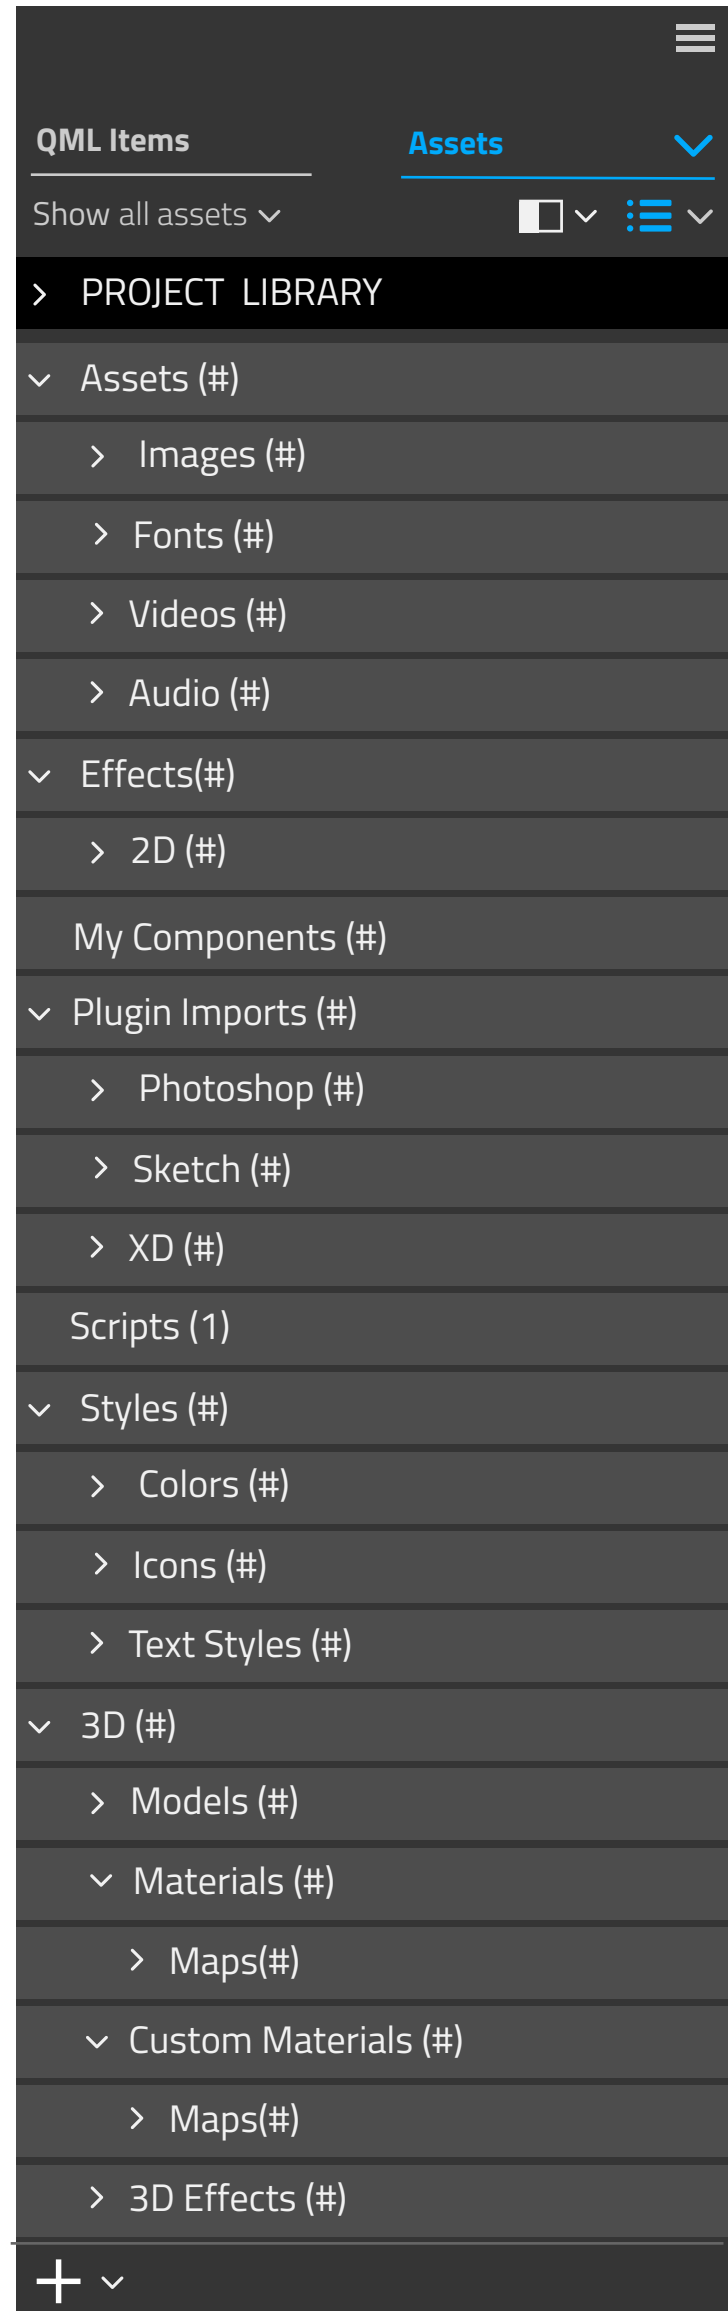 QML Items
Assets
Show all assets
PROJECT LIBRARY
Assets (#)
Images (#)
Fonts (#)
Videos (#)
Audio (#)
Effects(#)
2D (#)
My Components (#)
Plugin Imports (#)
Photoshop (#)
Sketch (#)
XD (#)
Scripts (1)
Styles (#)
Colors (#)
Icons (#)
Text Styles (#)
3D (#)
Models (#)
Materials (#)
Maps(#)
Custom Materials (#)
Maps(#)
3D Effects (#)